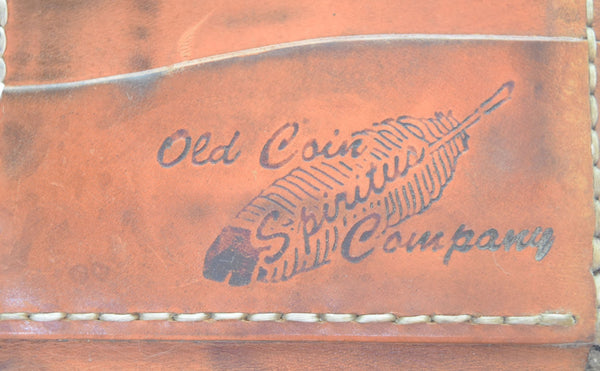 Old Coin
Spiritus
Company